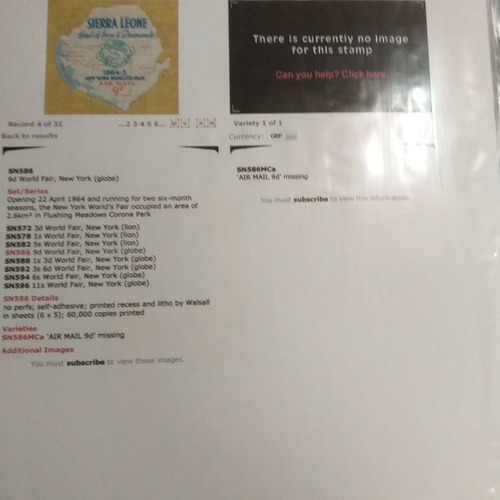 SIERRA LEONE
Land of Iron & Diamonds
1964-5
NEW YORK WORLD'S FAIR
AIR MAIL
9D
There is currently no image
for this stamp
Can you help? Click here.
Record 4 of 31
...2 3 4 5 6...
Variety 1 of 1
Back to results
Currency: GBP
SN586
9d World Fair, New York (globe)
Set/Series
Opening 22 April 1964 and running for two six-month
seasons, the New York World's Fair occupied an area of
2.6km² in Flushing Meadows Corona Park
SN572 3d World Fair, New York (lion)
SN578 1s World Fair, New York (lion)
SN582 5s World Fair, New York (lion)
SN586 9d World Fair, New York (globe)
SN588 1s 3d World Fair, New York (globe)
SN592 3s 6d World Fair, New York (globe)
SN594 6s World Fair, New York (globe)
SN596 11s World Fair, New York (globe)
SN586 Details
no perfs; self-adhesive; printed recess and litho by Walsall
in sheets (6 x 5); 60,000 copies printed
Varieties
SN586MCa 'AIR MAIL 9d' missing
Additional Images
You must subscribe to view these images.
SN586MCa
'AIR MAIL 9d' missing
You must subscribe to view this information.